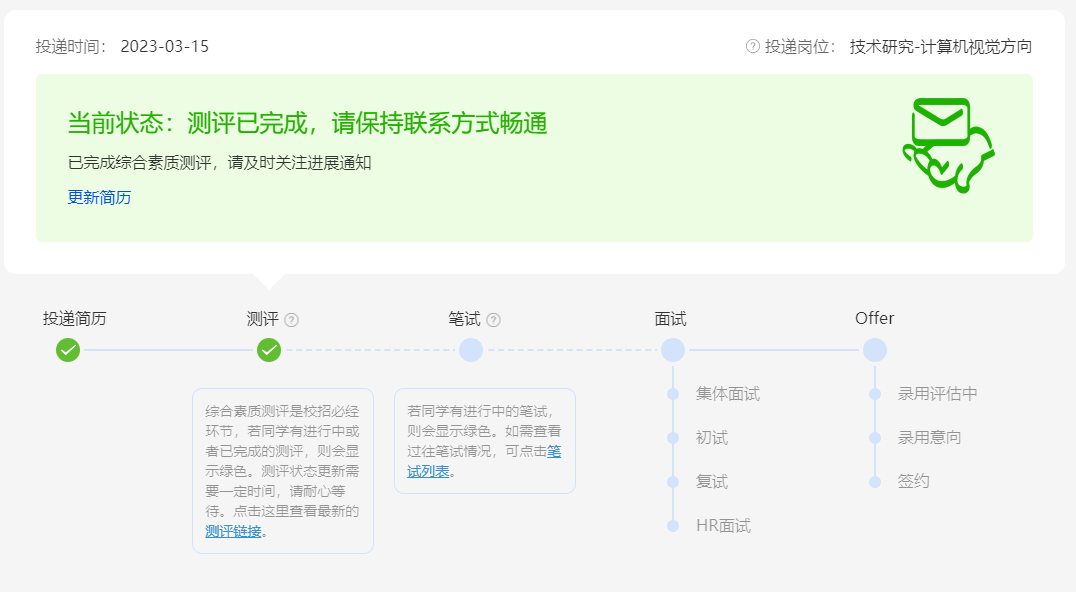 投递时间： 2023-03-15
投递岗位： 技术研究-计算机视觉方向
当前状态：测评已完成，请保持联系方式畅通
已完成综合素质测评，请及时关注进展通知
更新简历
投递简历
测评
笔试
面试
Offer
综合素质测评是校招必经
环节，若同学有进行中或
者已完成的测评，则会显
示绿色。测评状态更新需
要一定时间，请耐心等
待。点击这里查看最新的
测评链接。
若同学有进行中的笔试，
则会显示绿色。如需查看
过往笔试情况，可点击笔
试列表。
集体面试
初试
复试
HR面试
录用评估中
录用意向
签约